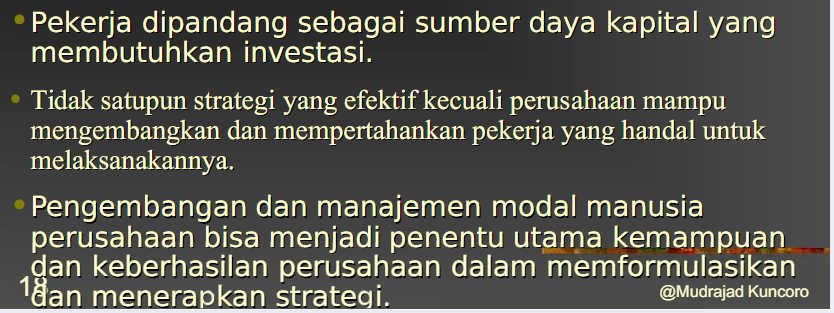 • Pekerja dipandang sebagai sumber daya kapital yang
membutuhkan investasi.
• Tidak satupun strategi yang efektif kecuali perusahaan mampu
mengembangkan dan mempertahankan pekerja yang handal untuk
melaksanakannya.
• Pengembangan dan manajemen modal manusia
perusahaan bisa menjadi penentu utama kemampuan
dan keberhasilan perusahaan dalam memformulasikan
dan menerapkan strategi.
18
@Mudrajad Kuncoro